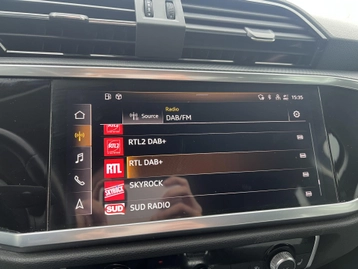 15:35
Source
Radio
DAB/FM
RTL2 DAB+
RTL
RTL DAB+
SKYROCK
SKYROCK
SUD
SUD RADIO